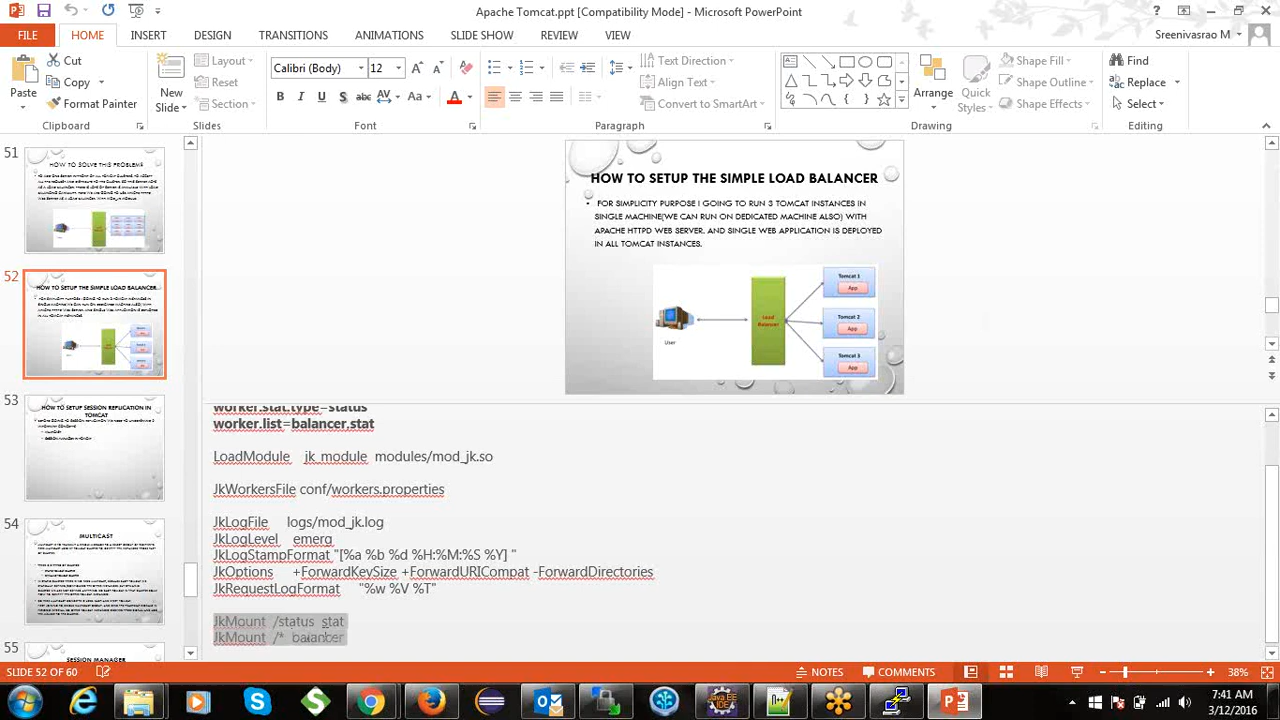 Apache Tomcat.ppt [Compatibility Mode] - Microsoft PowerPoint
FILE HOME INSERT DESIGN TRANSITIONS ANIMATIONS SLIDE SHOW REVIEW VIEW Sreenivasrao M
Paste
Cut
Copy
Format Painter
Clipboard
New Slide
Layout
Reset
Section
Slides
Calibri (Body) 12
Font
Paragraph
Text Direction
Align Text
Convert to SmartArt
Arrange
Quick Styles
Shape Fill
Shape Outline
Shape Effects
Drawing
Find
Replace
Select
Editing
51
HOW TO SOLVE THIS PROBLEMS
52
HOW TO SETUP THE SIMPLE LOAD BALANCER
53
HOW TO SETUP SESSION REPLICATION IN TOMCAT
54
MULTICAST
55
SESSION MANAGER
HOW TO SETUP THE SIMPLE LOAD BALANCER
• FOR SIMPLICITY PURPOSE I GOING TO RUN 3 TOMCAT INSTANCES IN
SINGLE MACHINE(WE CAN RUN ON DEDICATED MACHINE ALSO) WITH
APACHE HTTPD WEB SERVER. AND SINGLE WEB APPLICATION IS DEPLOYED
IN ALL TOMCAT INSTANCES.
User
Load Balancer
Tomcat 1
App
Tomcat 2
App
Tomcat 3
App
worker.stat.type=status
worker.list=balancer,stat
LoadModule jk_module modules/mod_jk.so
JkWorkersFile conf/workers.properties
JkLogFile logs/mod_jk.log
JkLogLevel emerg
JkLogStampFormat "[%a %b %d %H:%M:%S %Y] "
JkOptions +ForwardKeySize +ForwardURICompat -ForwardDirectories
JkRequestLogFormat "%w %V %T"
JkMount /status stat
JkMount /* balancer
SLIDE 52 OF 60 NOTES COMMENTS 38%
7:41 AM
3/12/2016